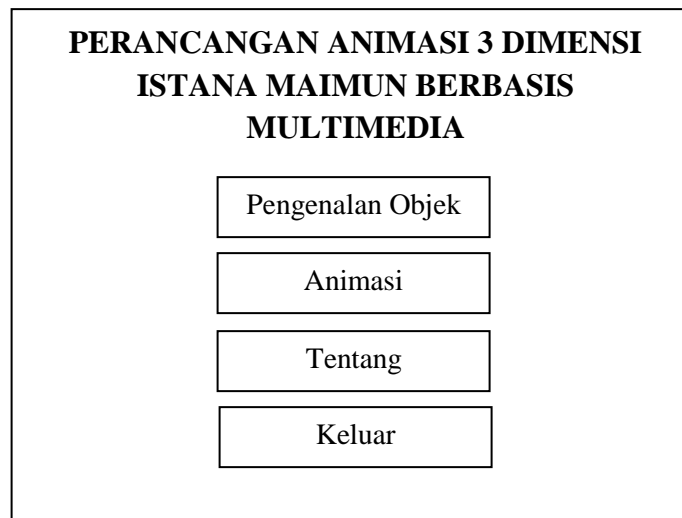 PERANCANGAN ANIMASI 3 DIMENSI
ISTANA MAIMUN BERBASIS
MULTIMEDIA
Pengenalan Objek
Animasi
Tentang
Keluar